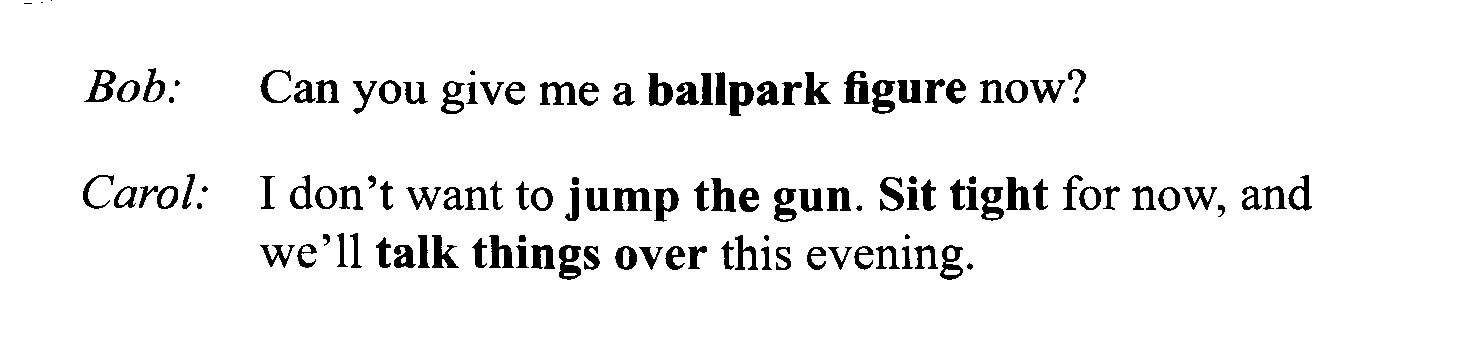 Bob: Can you give me a ballpark figure now?
Carol: I don’t want to jump the gun. Sit tight for now, and
we’ll talk things over this evening.